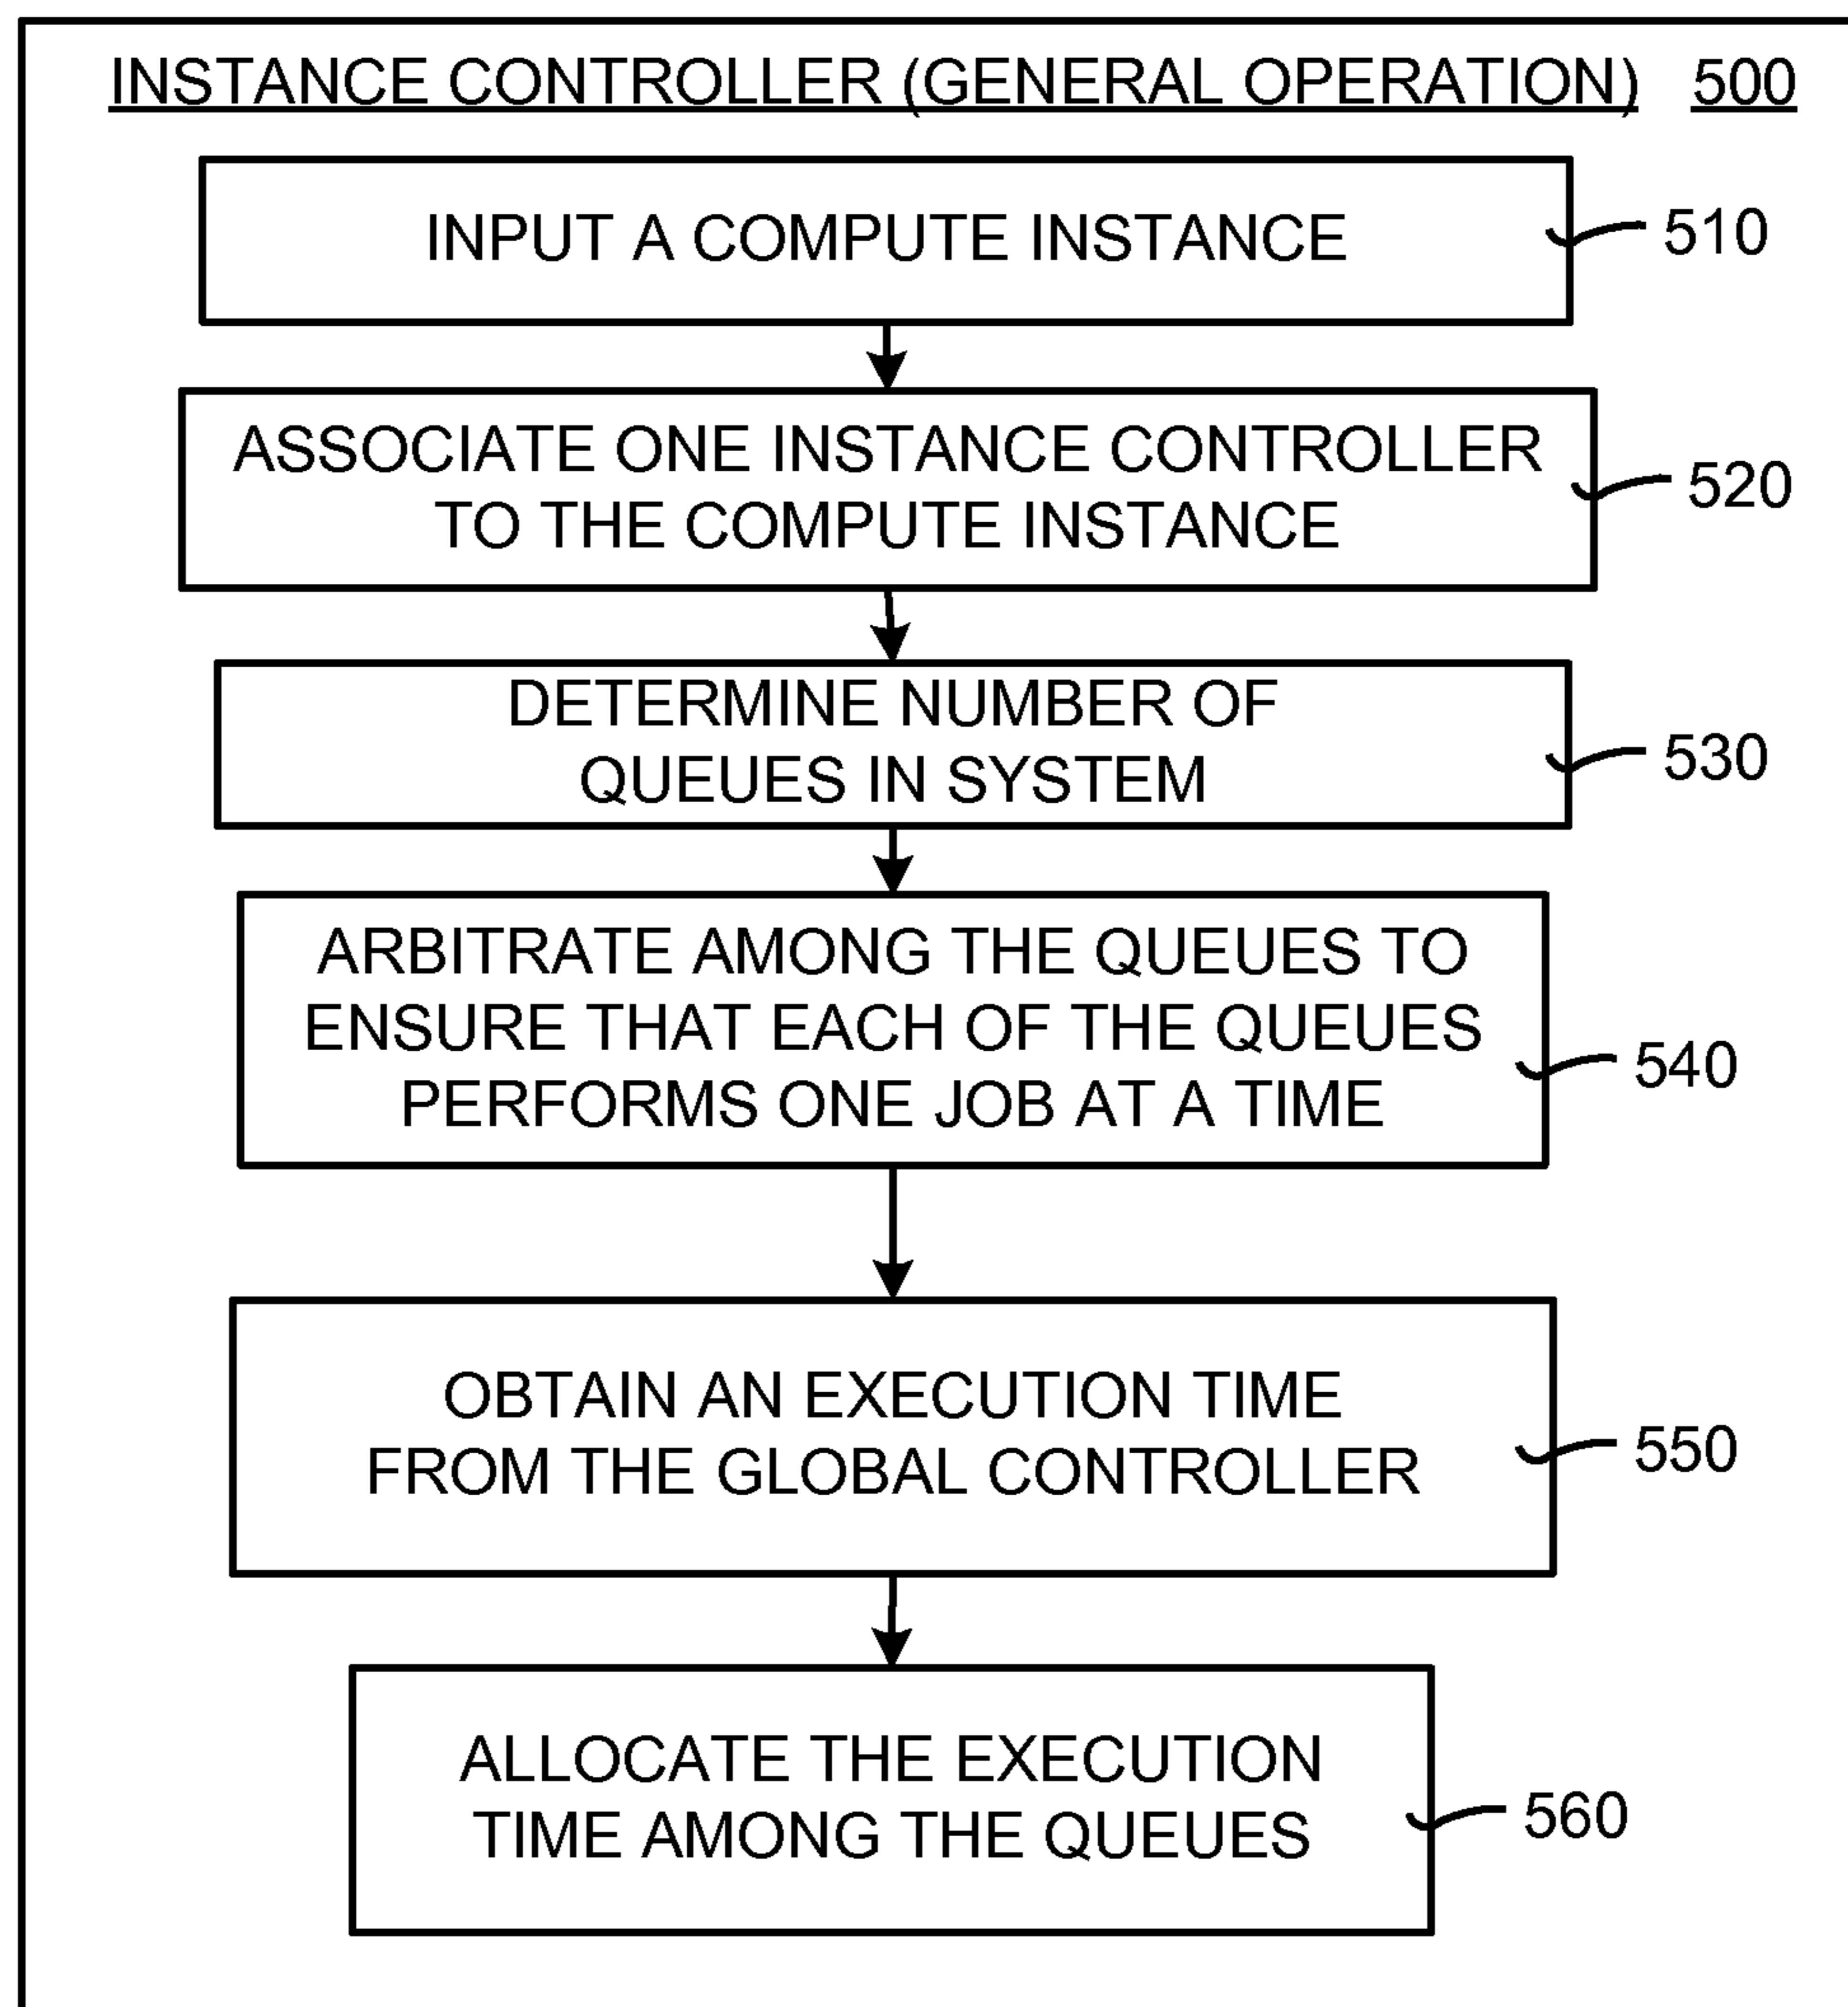 INSTANCE CONTROLLER (GENERAL OPERATION) 500
INPUT A COMPUTE INSTANCE
510
ASSOCIATE ONE INSTANCE CONTROLLER
TO THE COMPUTE INSTANCE
520
DETERMINE NUMBER OF
QUEUES IN SYSTEM
530
ARBITRATE AMONG THE QUEUES TO
ENSURE THAT EACH OF THE QUEUES
PERFORMS ONE JOB AT A TIME
540
OBTAIN AN EXECUTION TIME
FROM THE GLOBAL CONTROLLER
550
ALLOCATE THE EXECUTION
TIME AMONG THE QUEUES
560